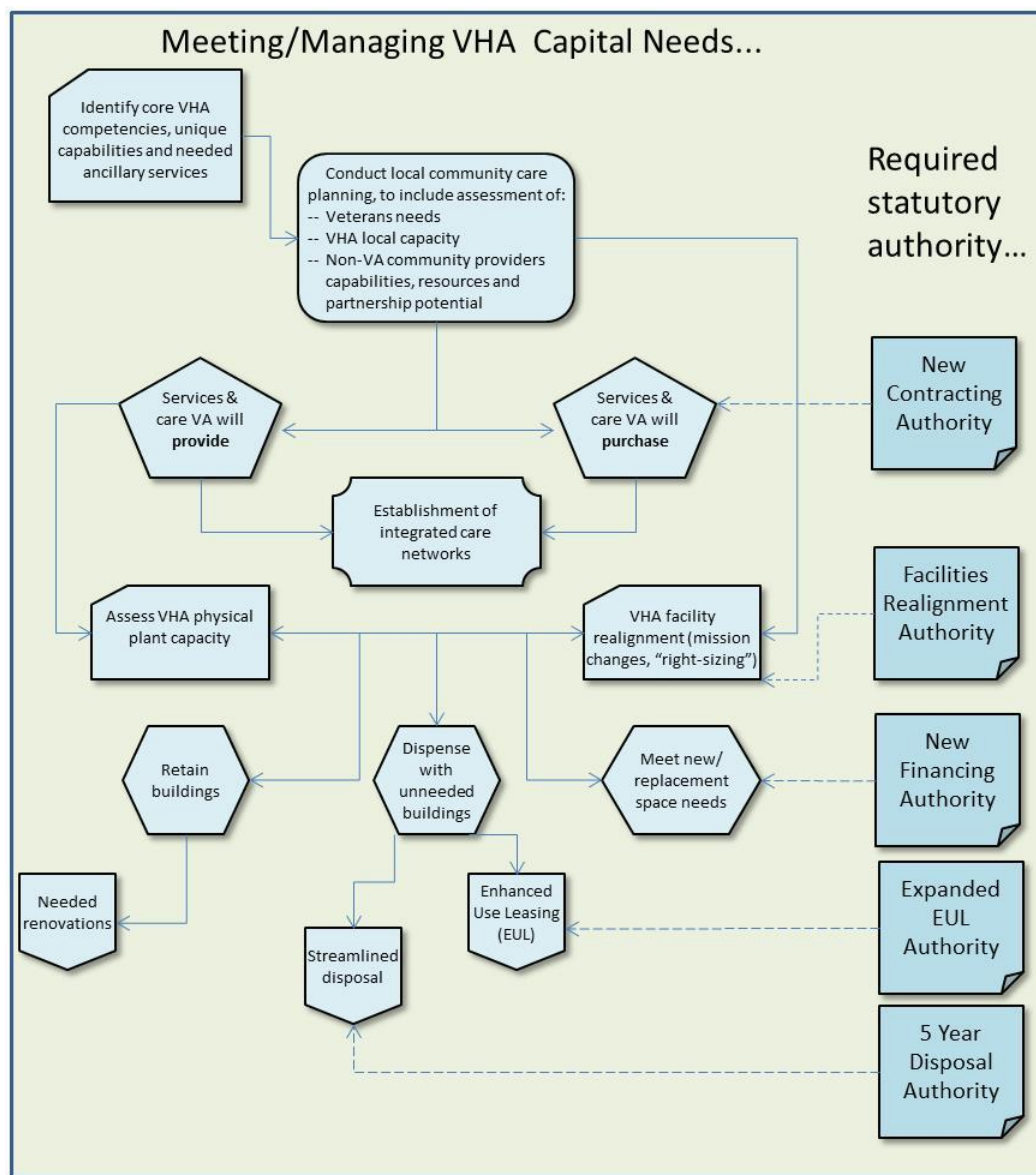 Meeting/Managing VHA Capital Needs...
Identify core VHA
competencies, unique
capabilities and needed
ancillary services
Conduct local community care
planning, to include assessment of:
-- Veterans needs
-- VHA local capacity
-- Non-VA community providers
capabilities, resources and
partnership potential
Required
statutory
authority...
Services &
care VA will
provide
Services &
care VA will
purchase
New
Contracting
Authority
Establishment of
integrated care
networks
Assess VHA physical
plant capacity
VHA facility
realignment (mission
changes, “right-sizing”)
Facilities
Realignment
Authority
Retain
buildings
Dispense
with
unneeded
buildings
Meet new/
replacement
space needs
New
Financing
Authority
Needed
renovations
Streamlined
disposal
Enhanced
Use Leasing
(EUL)
Expanded
EUL
Authority
5 Year
Disposal
Authority